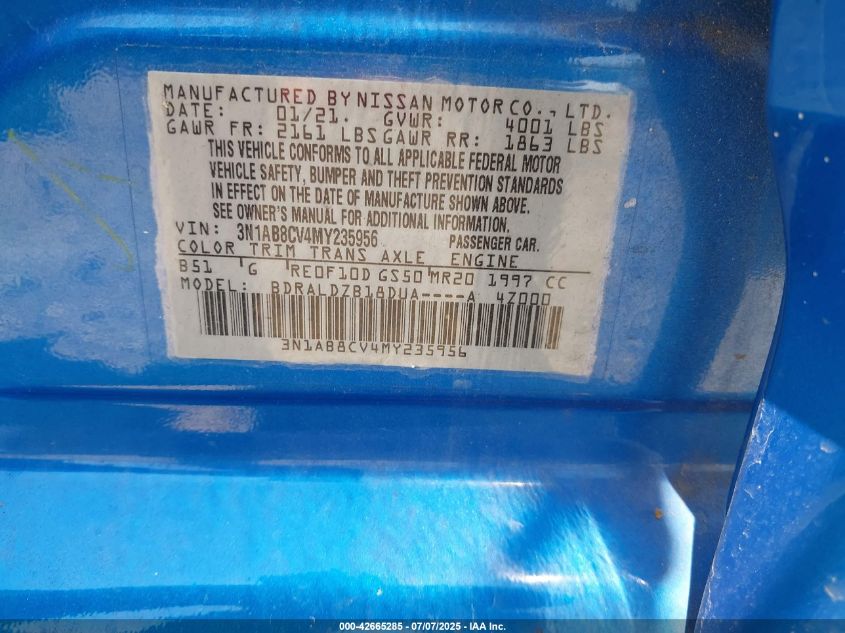 MANUFACTURED BY NISSAN MOTOR CO., LTD.
DATE: 01/21. GVWR: 4001 LBS
GAWR FR: 2161 LBS GAWR RR: 1863 LBS
THIS VEHICLE CONFORMS TO ALL APPLICABLE FEDERAL MOTOR
VEHICLE SAFETY, BUMPER AND THEFT PREVENTION STANDARDS
IN EFFECT ON THE DATE OF MANUFACTURE SHOWN ABOVE.
SEE OWNER'S MANUAL FOR ADDITIONAL INFORMATION.
VIN: 3N1AB8CV4MY235956 PASSENGER CAR.
COLOR TRIM TRANS AXLE ENGINE
B51 G RE0F10D GS50 MR20 1997 CC
MODEL: BDRALDZB18DUA----A 4Z000
3N1AB8CV4MY235956
000-42665285 - 07/07/2025 - IAA Inc.